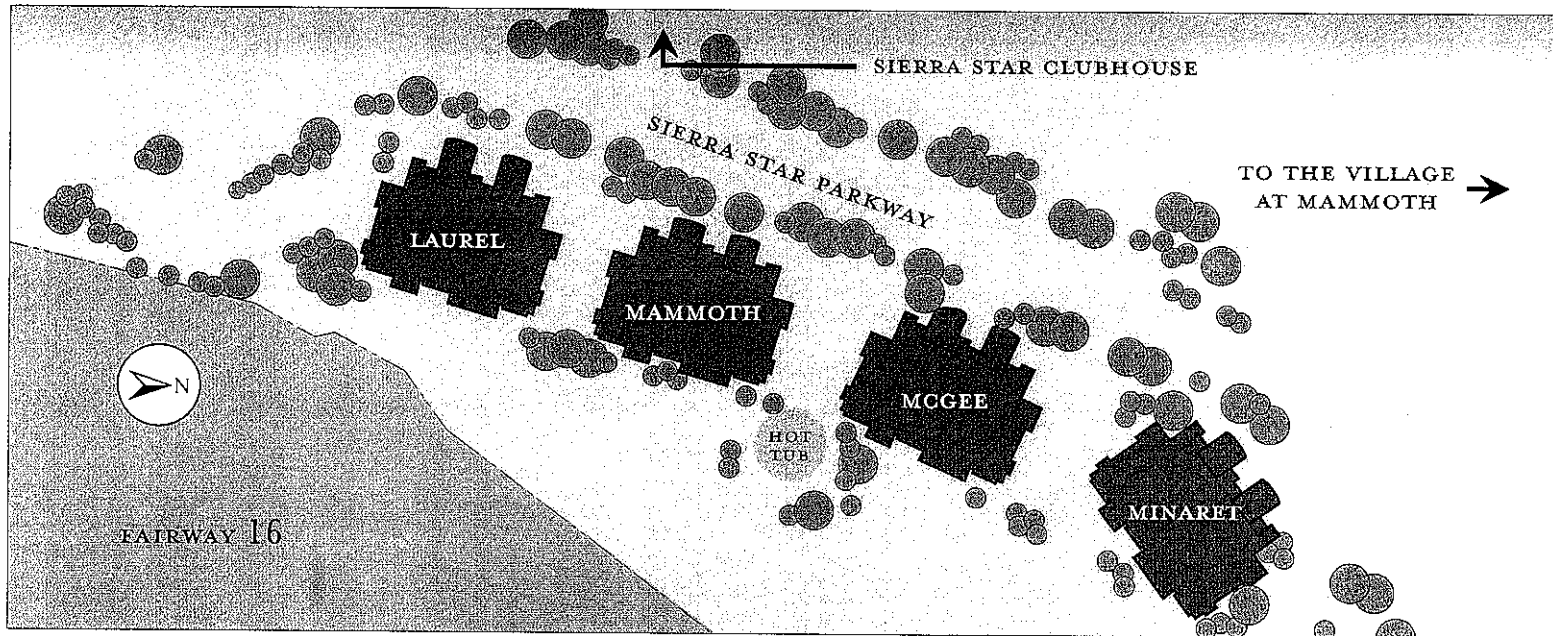 SIERRA STAR CLUBHOUSE
SIERRA STAR PARKWAY
TO THE VILLAGE
AT MAMMOTH
LAUREL
MAMMOTH
MCGEE
MINARET
HOT
TUB
N
FAIRWAY 16